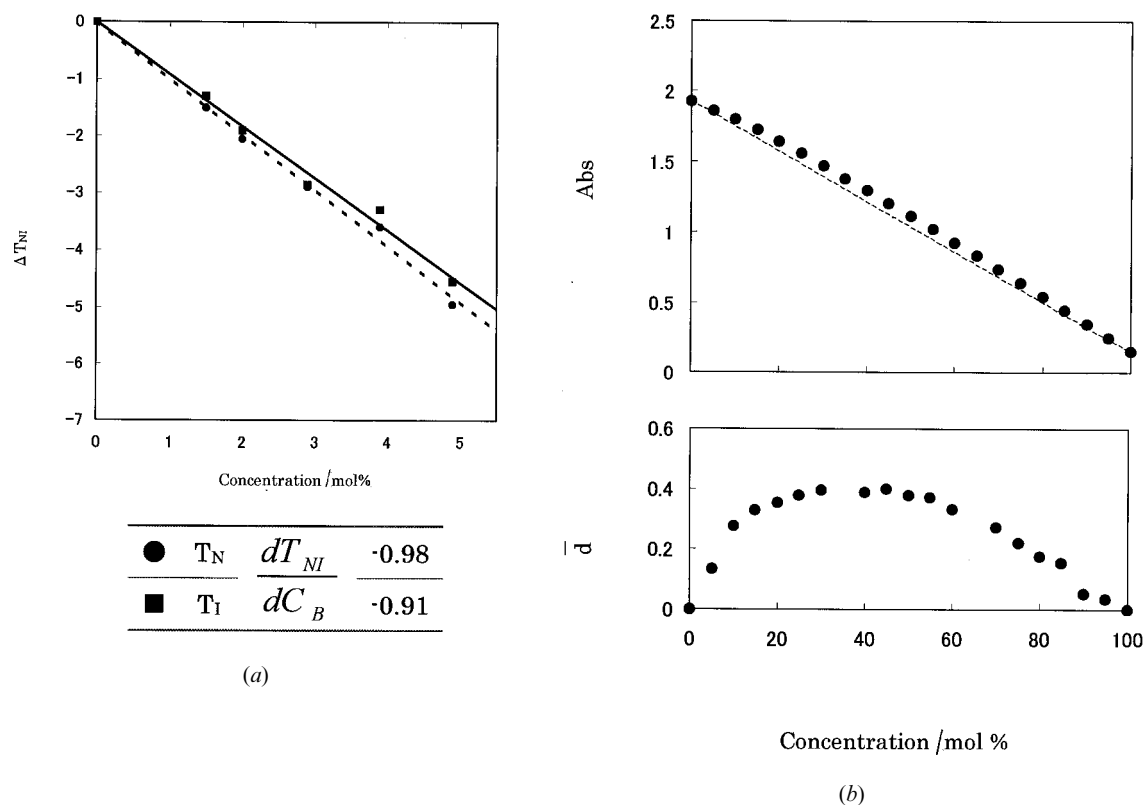 0
-1
-2
-3
-4
-5
-6
-7
Δ T_NI
0 1 2 3 4 5
Concentration /mol%
● T_N dT_NI -0.98
■ T_I dC_B -0.91
(a)
2.5
2
1.5
1
0.5
0
Abs
0.6
0.4
0.2
0
d̄
0 20 40 60 80 100
Concentration /mol %
(b)